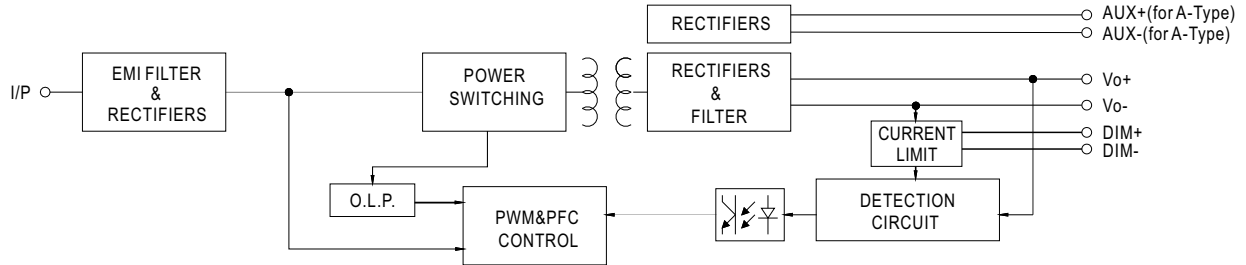 RECTIFIERS
AUX+(for A-Type)
AUX-(for A-Type)
I/P
EMI FILTER
&
RECTIFIERS
POWER
SWITCHING
RECTIFIERS
&
FILTER
Vo+
Vo-
CURRENT
LIMIT
DIM+
DIM-
O.L.P.
PWM&PFC
CONTROL
DETECTION
CIRCUIT